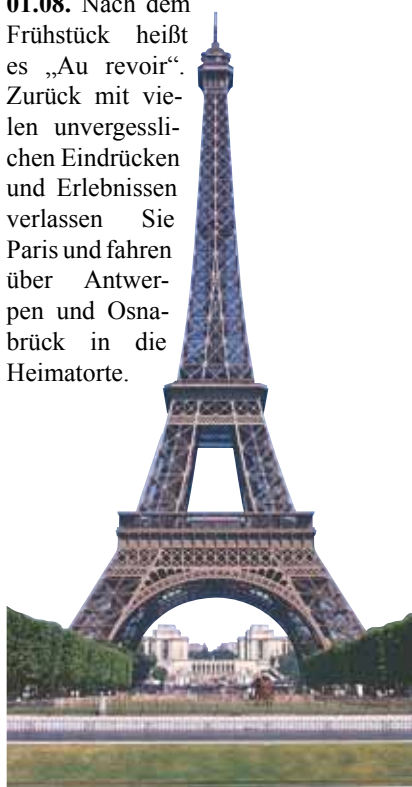 01.08. Nach dem
Frühstück heißt
es „Au revoir“.
Zurück mit vie-
len unvergessli-
chen Eindrücken
und Erlebnissen
verlassen Sie
Paris und fahren
über Antwer-
pen und Osna-
brück in die
Heimatorte.